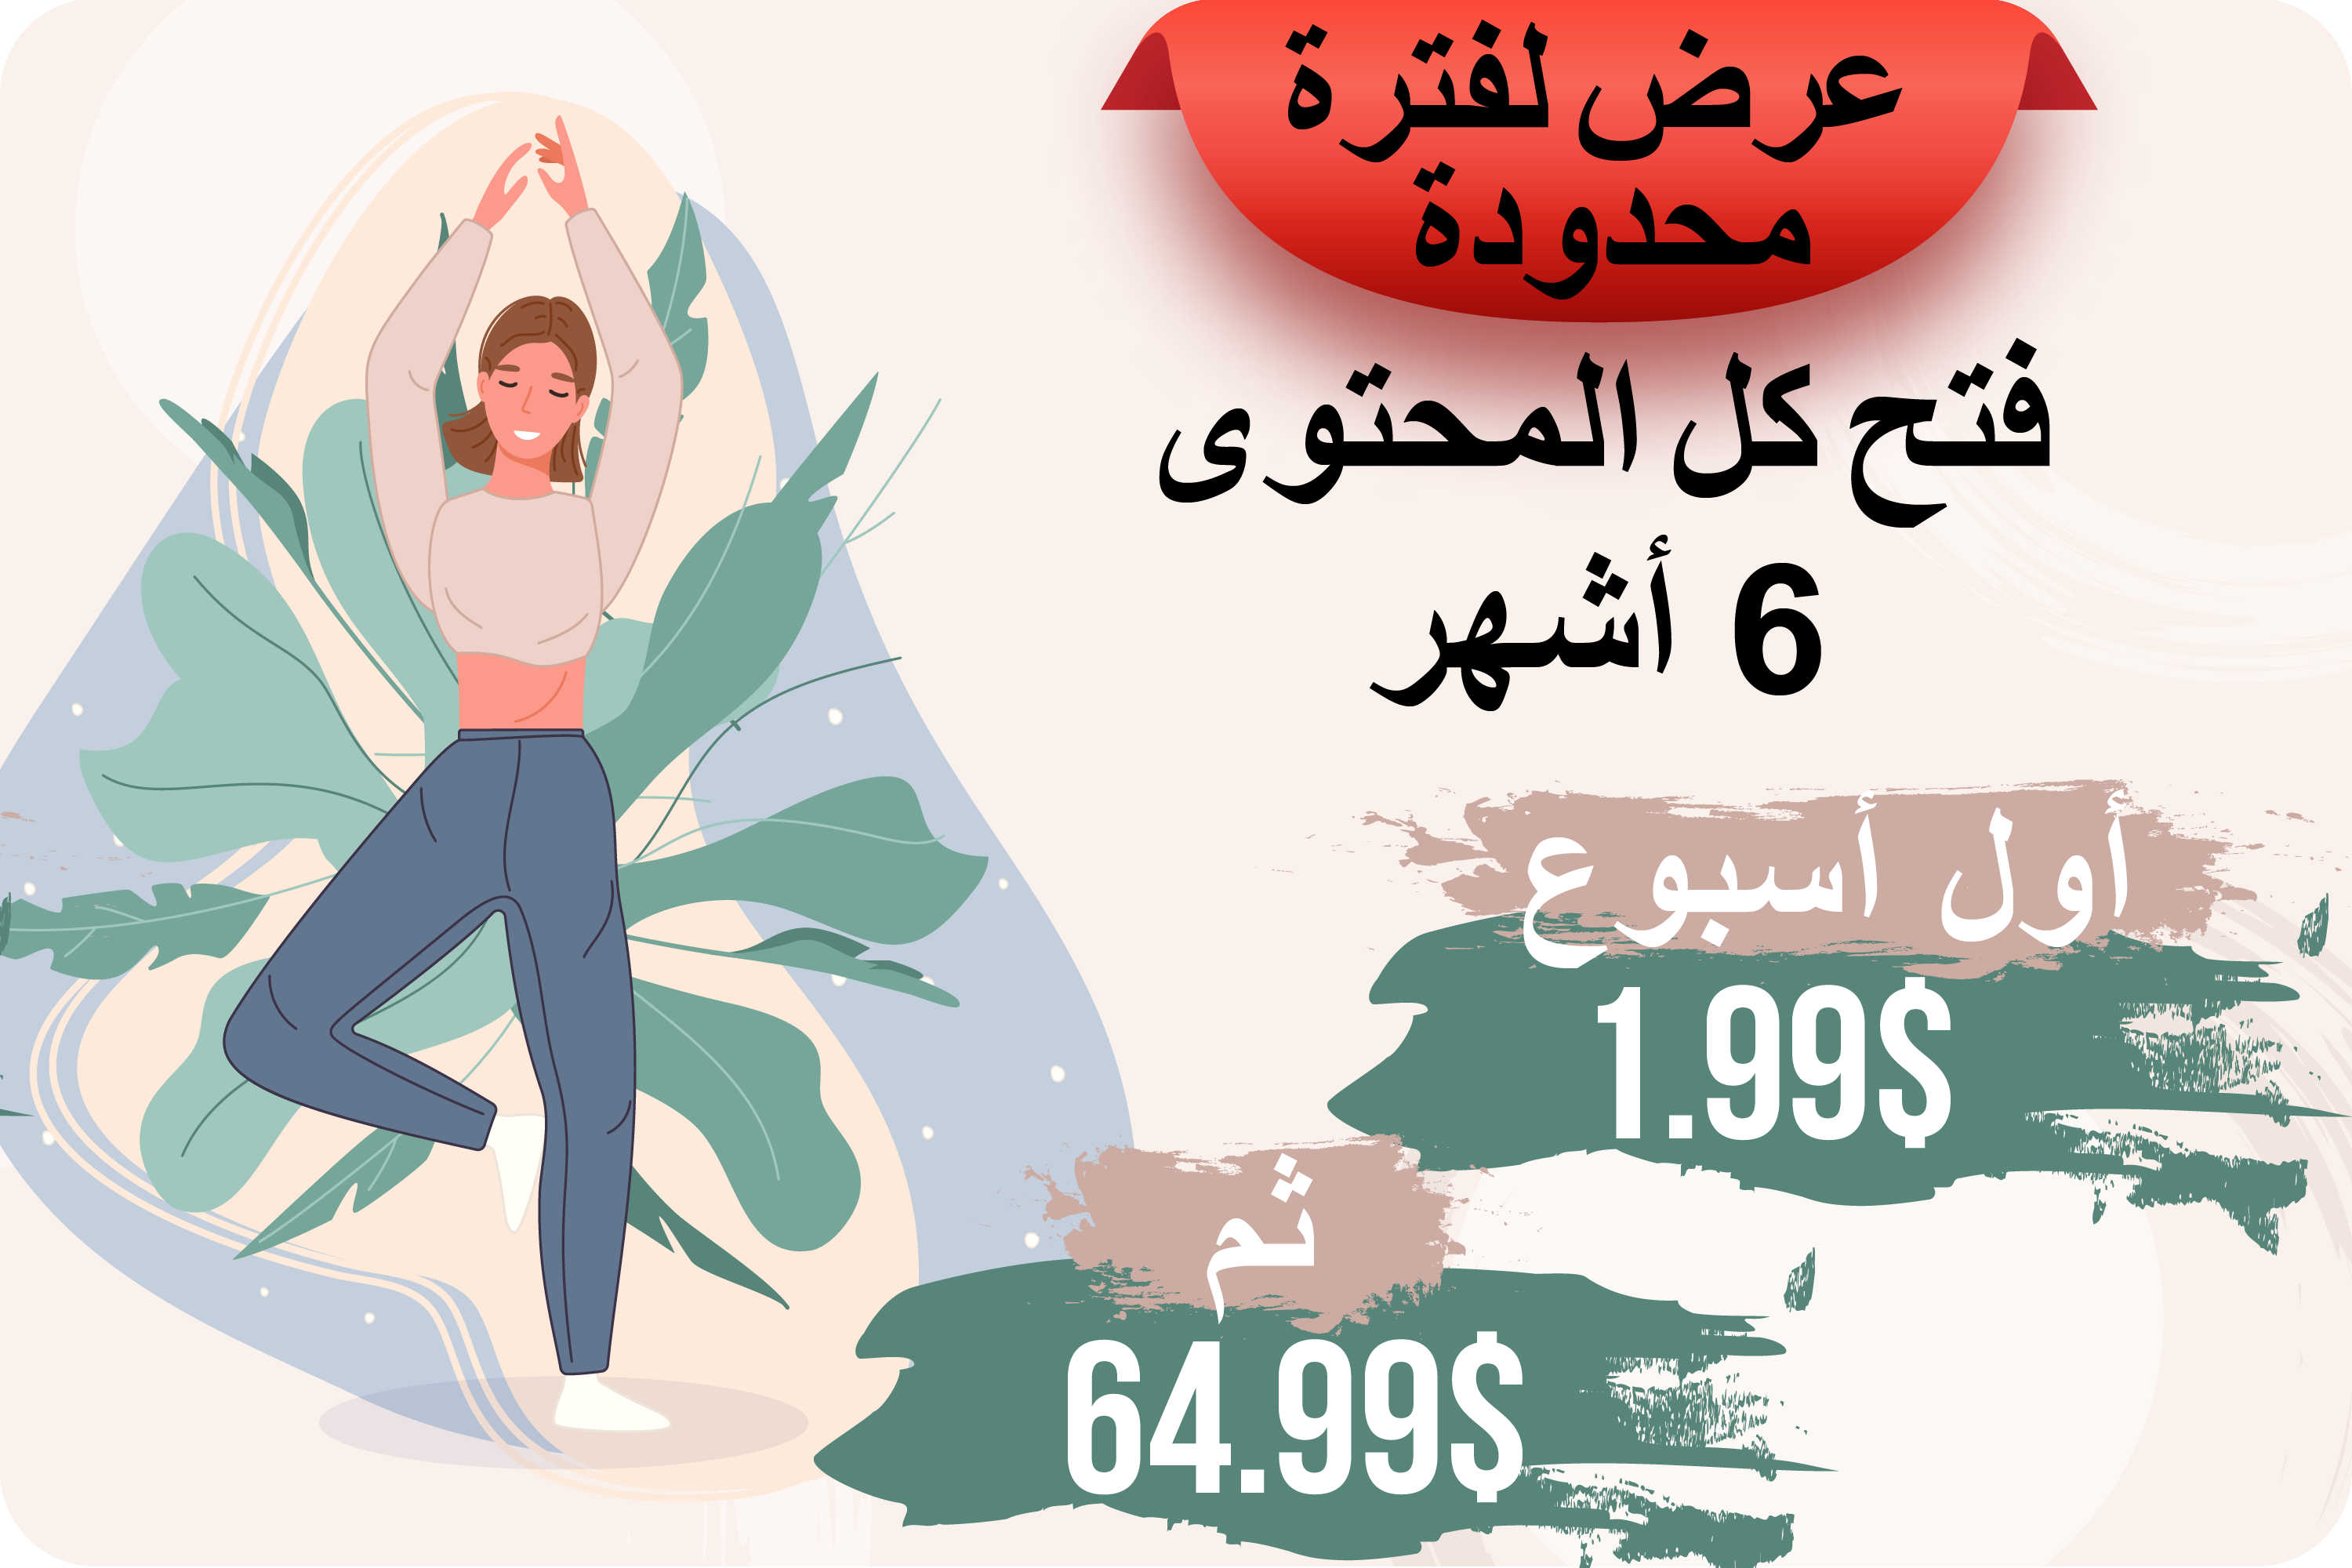 عرض لفترة
محدودة
فتح كل المحتوى
6 أشهر
أول أسبوع
1.99$
ثم
64.99$